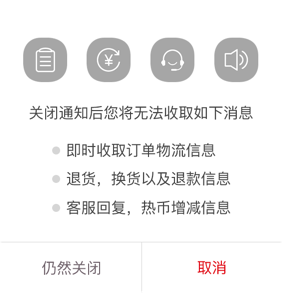 关闭通知后您将无法收取如下消息
即时收取订单物流信息
退货，换货以及退款信息
客服回复，热币增减信息
仍然关闭
取消